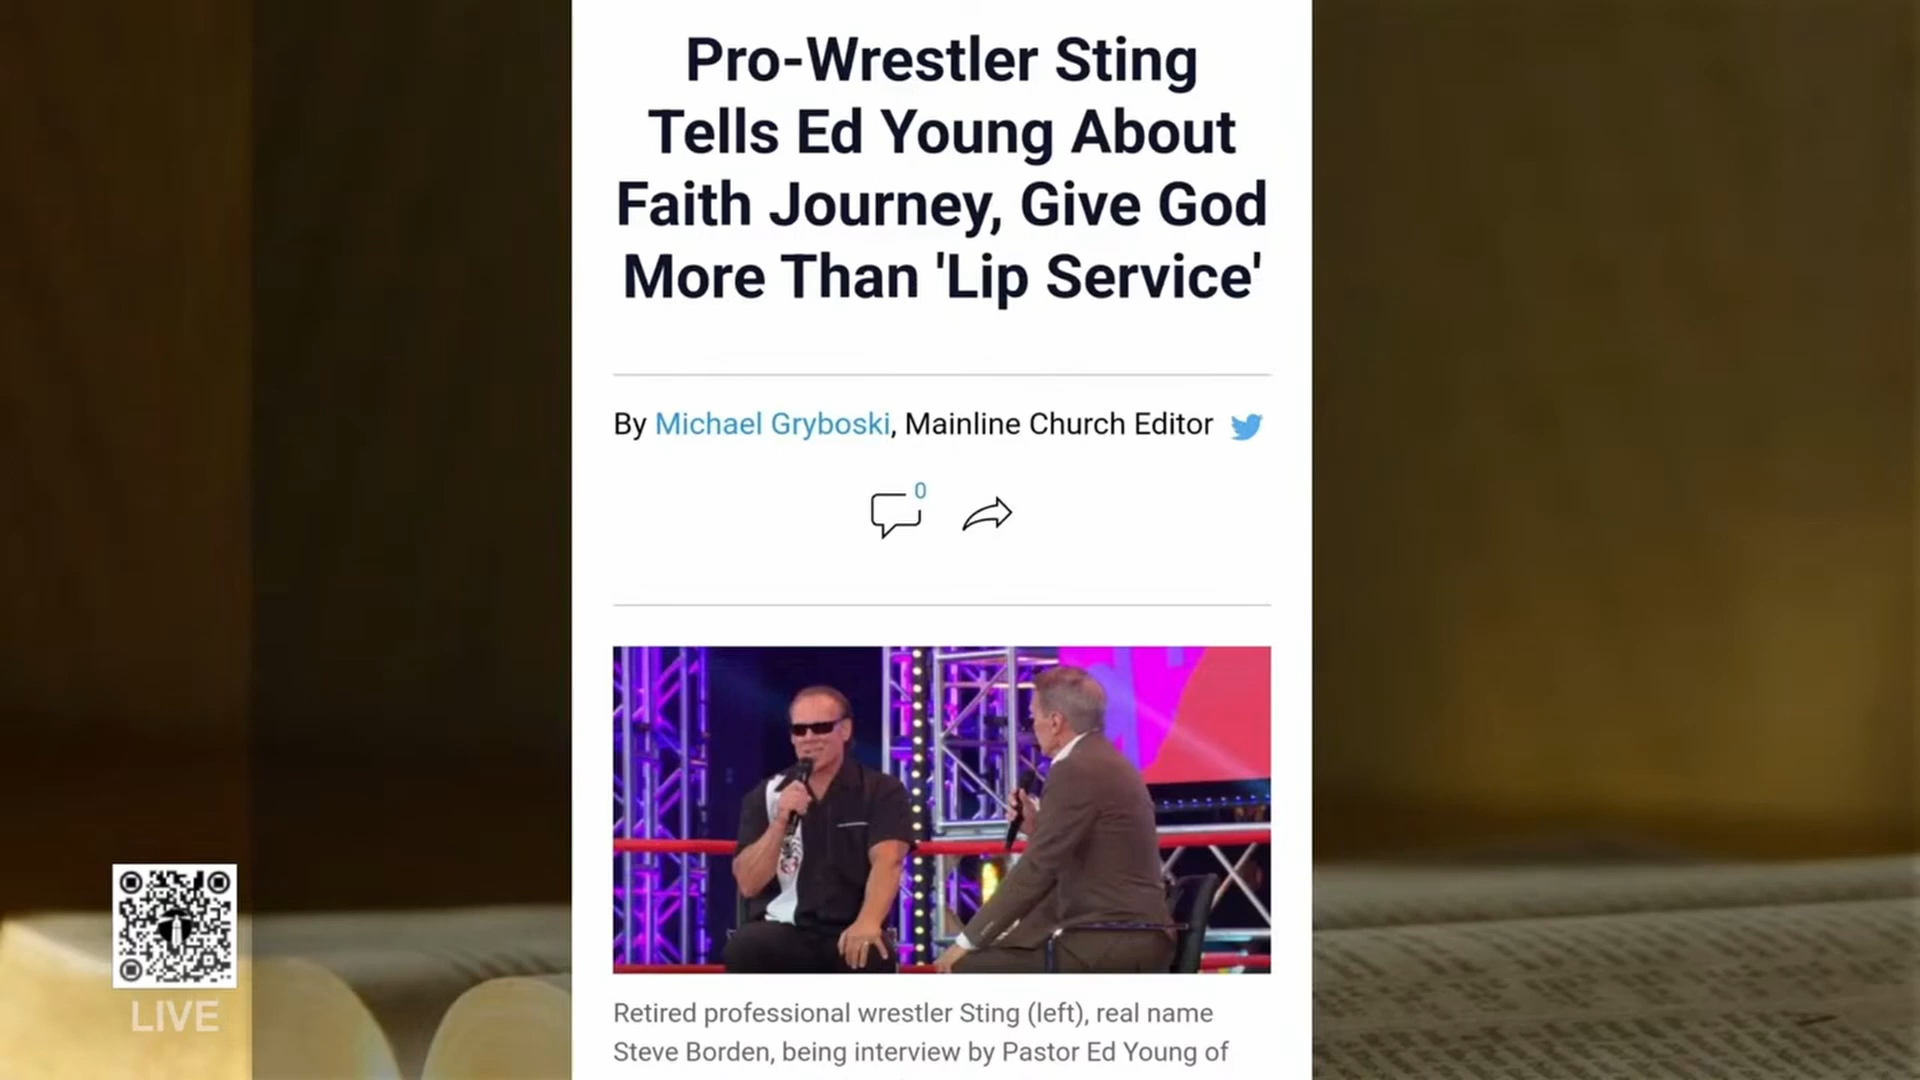 Pro-Wrestler Sting
Tells Ed Young About
Faith Journey, Give God
More Than 'Lip Service'
By Michael Gryboski, Mainline Church Editor
0
Retired professional wrestler Sting (left), real name
Steve Borden, being interview by Pastor Ed Young of
LIVE